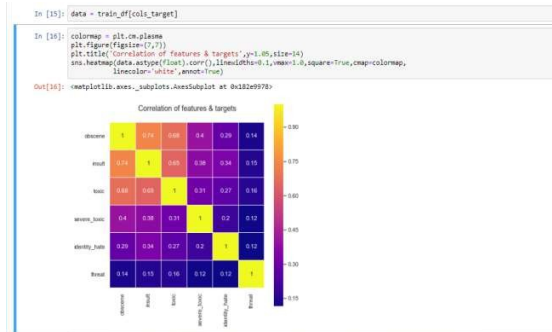 In [15]: data = train_df[cols_target]
In [16]: colormap = plt.cm.plasma
plt.figure(figsize=(7,7))
plt.title('Correlation of features & targets',y=1.05,size=14)
sns.heatmap(data.astype(float).corr(),linewidths=0.1,vmax=1.0,square=True,cmap=colormap,
linecolor='white',annot=True)
Out[16]: <matplotlib.axes._subplots.AxesSubplot at 0x182e9978>
Correlation of features & targets
obscene 1 0.74 0.68 0.4 0.29 0.14
insult 0.74 1 0.65 0.38 0.34 0.15
toxic 0.68 0.65 1 0.31 0.27 0.16
severe_toxic 0.4 0.38 0.31 1 0.2 0.12
identity_hate 0.29 0.34 0.27 0.2 1 0.12
threat 0.14 0.15 0.16 0.12 0.12 1
obscene insult toxic severe_toxic identity_hate threat
0.90
0.75
0.60
0.45
0.30
0.15